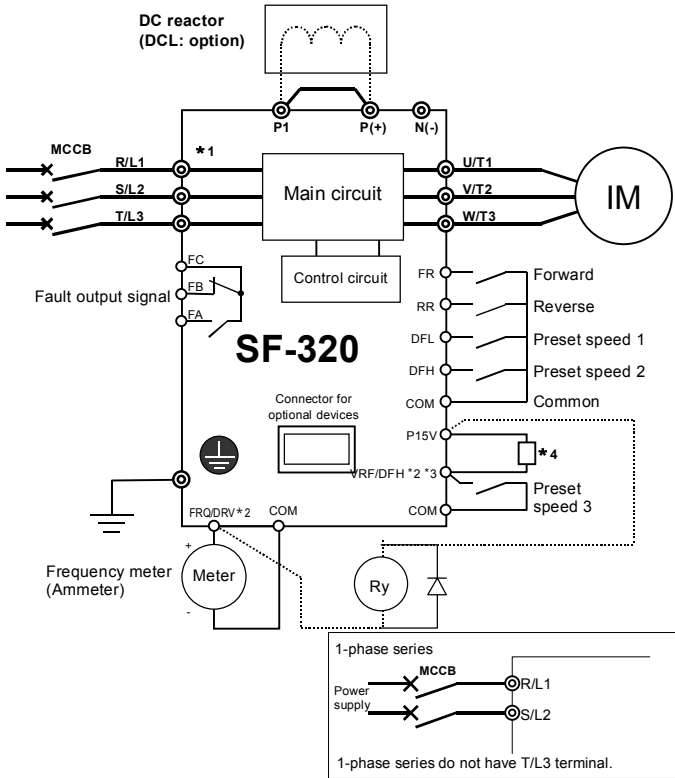 DC reactor
(DCL: option)
P1
P(+)
N(-)
MCCB
R/L1
*1
U/T1
S/L2
V/T2
T/L3
W/T3
Main circuit
IM
Control circuit
FC
FB
FA
Fault output signal
SF-320
FR
Forward
RR
Reverse
DFL
Preset speed 1
DFH
Preset speed 2
COM
Common
Connector for
optional devices
P15V
*4
VRF/DFH *2 *3
Preset
speed 3
COM
FRQ/DRV*2
COM
+
Meter
-
Frequency meter
(Ammeter)
Ry
1-phase series
MCCB
Power
supply
R/L1
S/L2
1-phase series do not have T/L3 terminal.